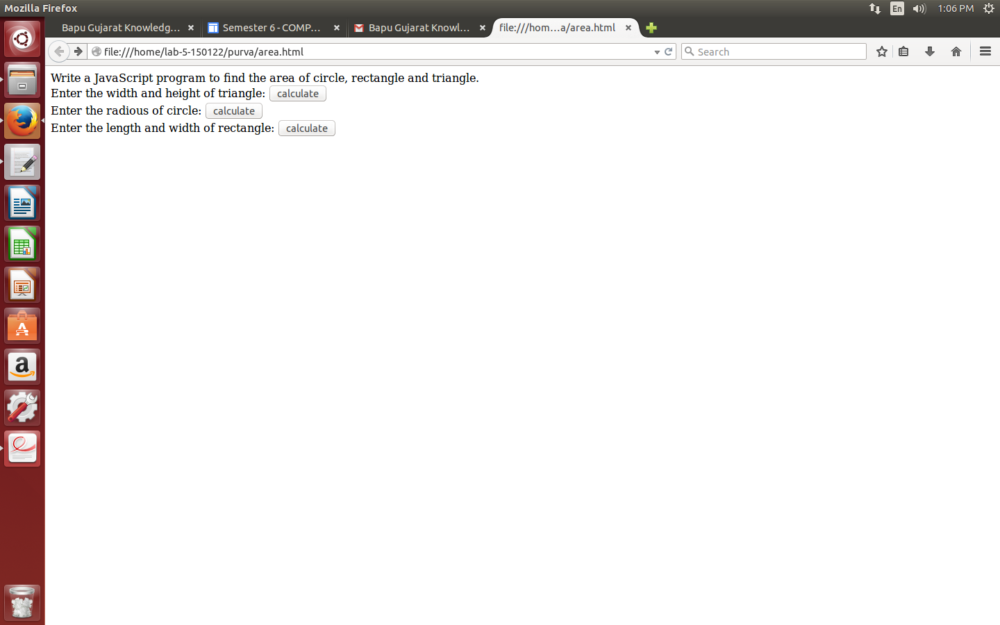 Mozilla Firefox
En
1:06 PM
Bapu Gujarat Knowledg...
Semester 6 - COMP...
Bapu Gujarat Knowl...
file:///hom...a/area.html
file:///home/lab-5-150122/purva/area.html
Search
Write a JavaScript program to find the area of circle, rectangle and triangle.
Enter the width and height of triangle: calculate
Enter the radious of circle: calculate
Enter the length and width of rectangle: calculate